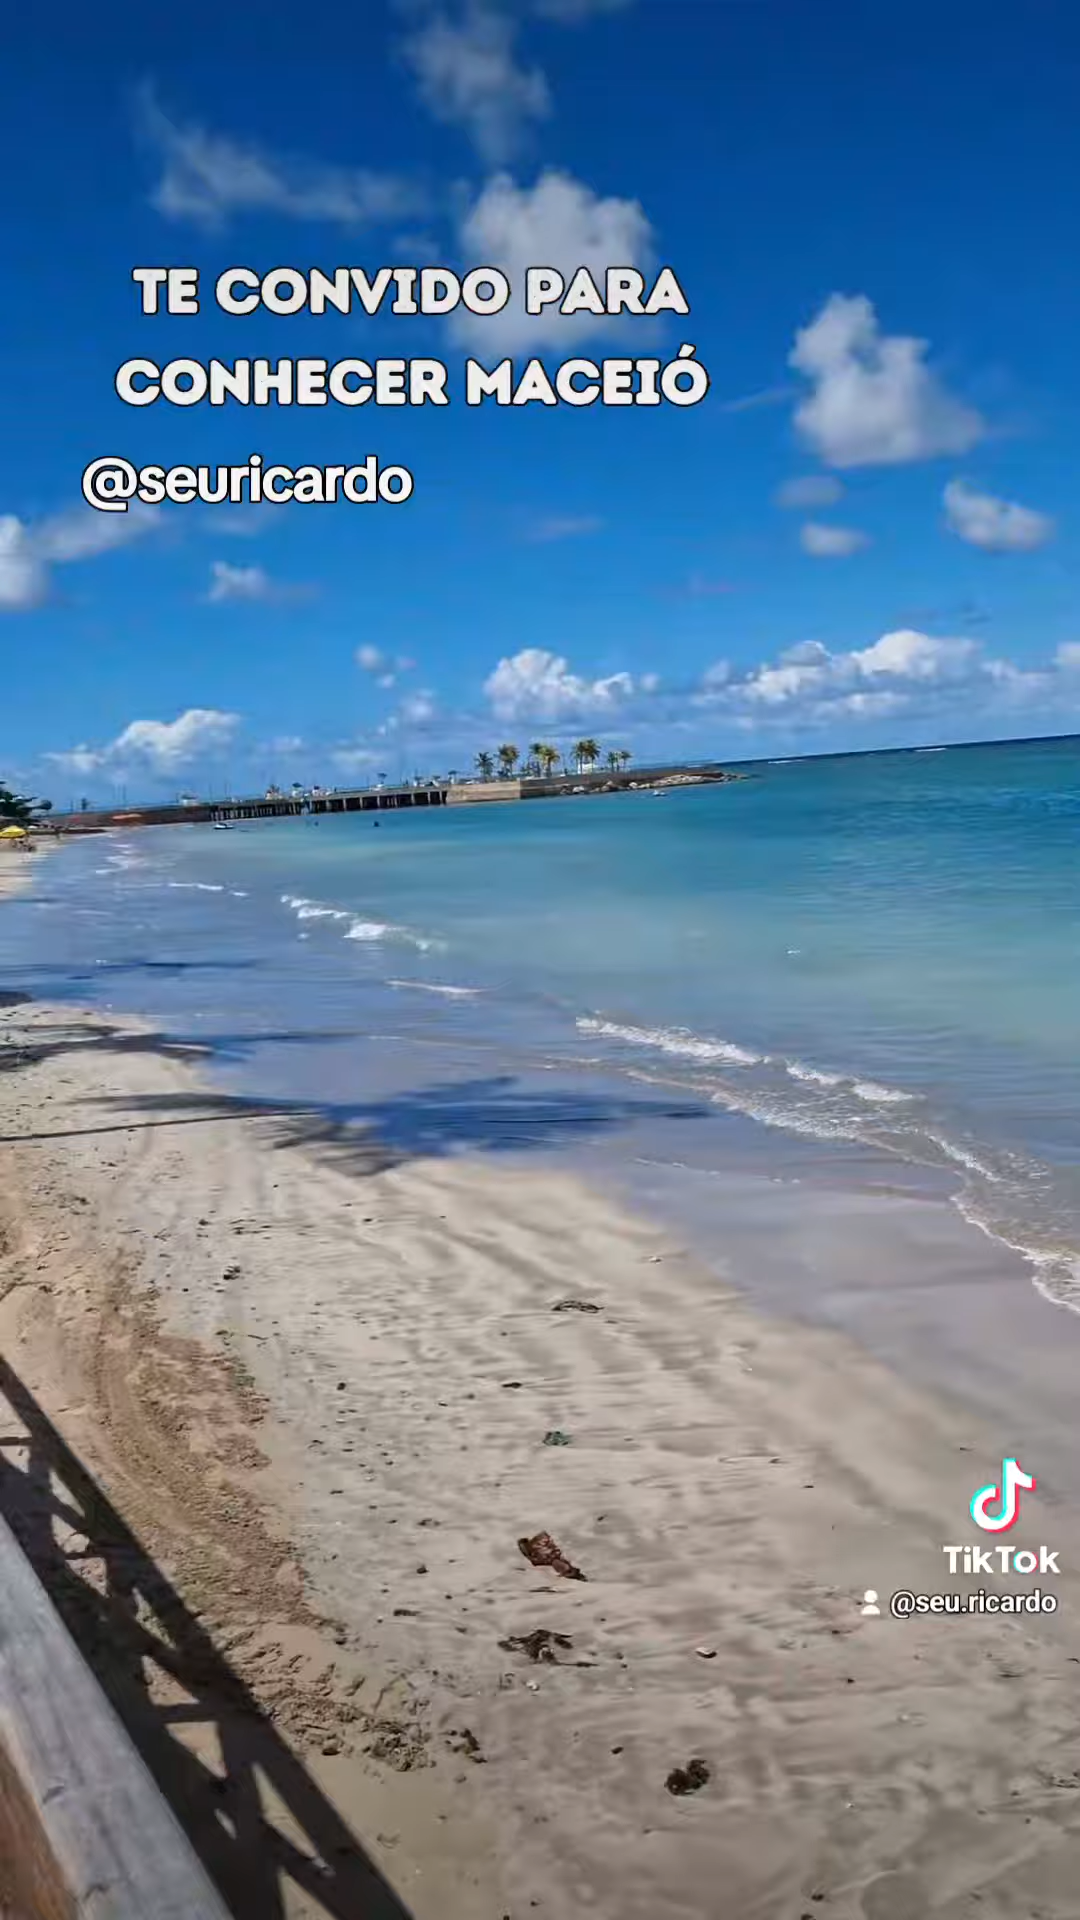 TE CONVIDO PARA
CONHECER MACEIÓ
@seuricardo
TikTok
@seu.ricardo